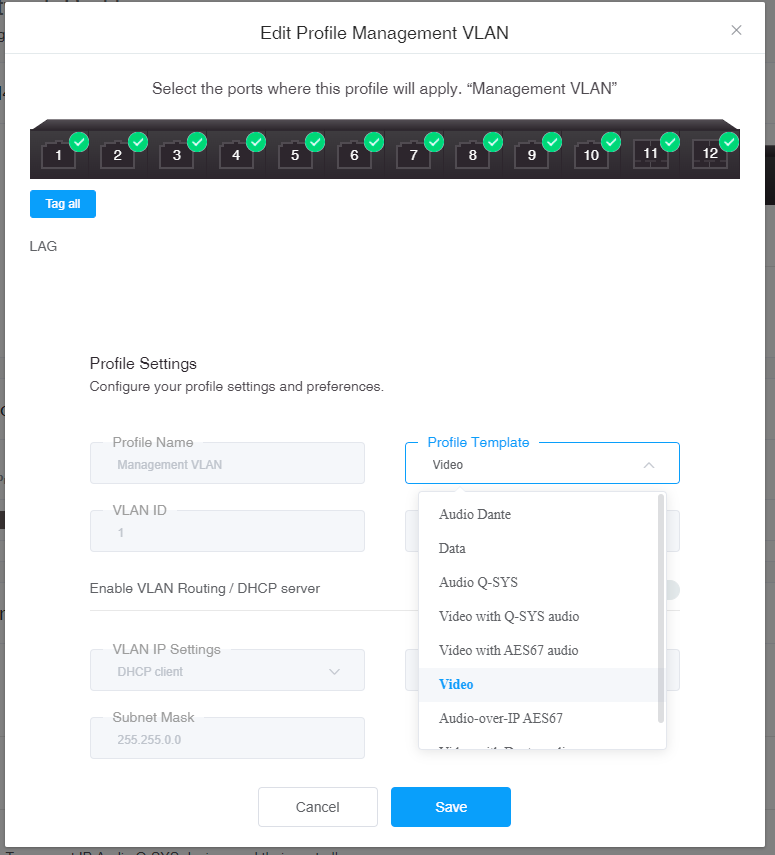 Edit Profile Management VLAN
Select the ports where this profile will apply. “Management VLAN”
1 2 3 4 5 6 7 8 9 10 11 12
Tag all
LAG
Profile Settings
Configure your profile settings and preferences.
Profile Name
Management VLAN
Profile Template
Video
VLAN ID
1
Audio Dante
Data
Audio Q-SYS
Video with Q-SYS audio
Video with AES67 audio
Video
Audio-over-IP AES67
Enable VLAN Routing / DHCP server
VLAN IP Settings
DHCP client
Subnet Mask
255.255.0.0
Cancel
Save